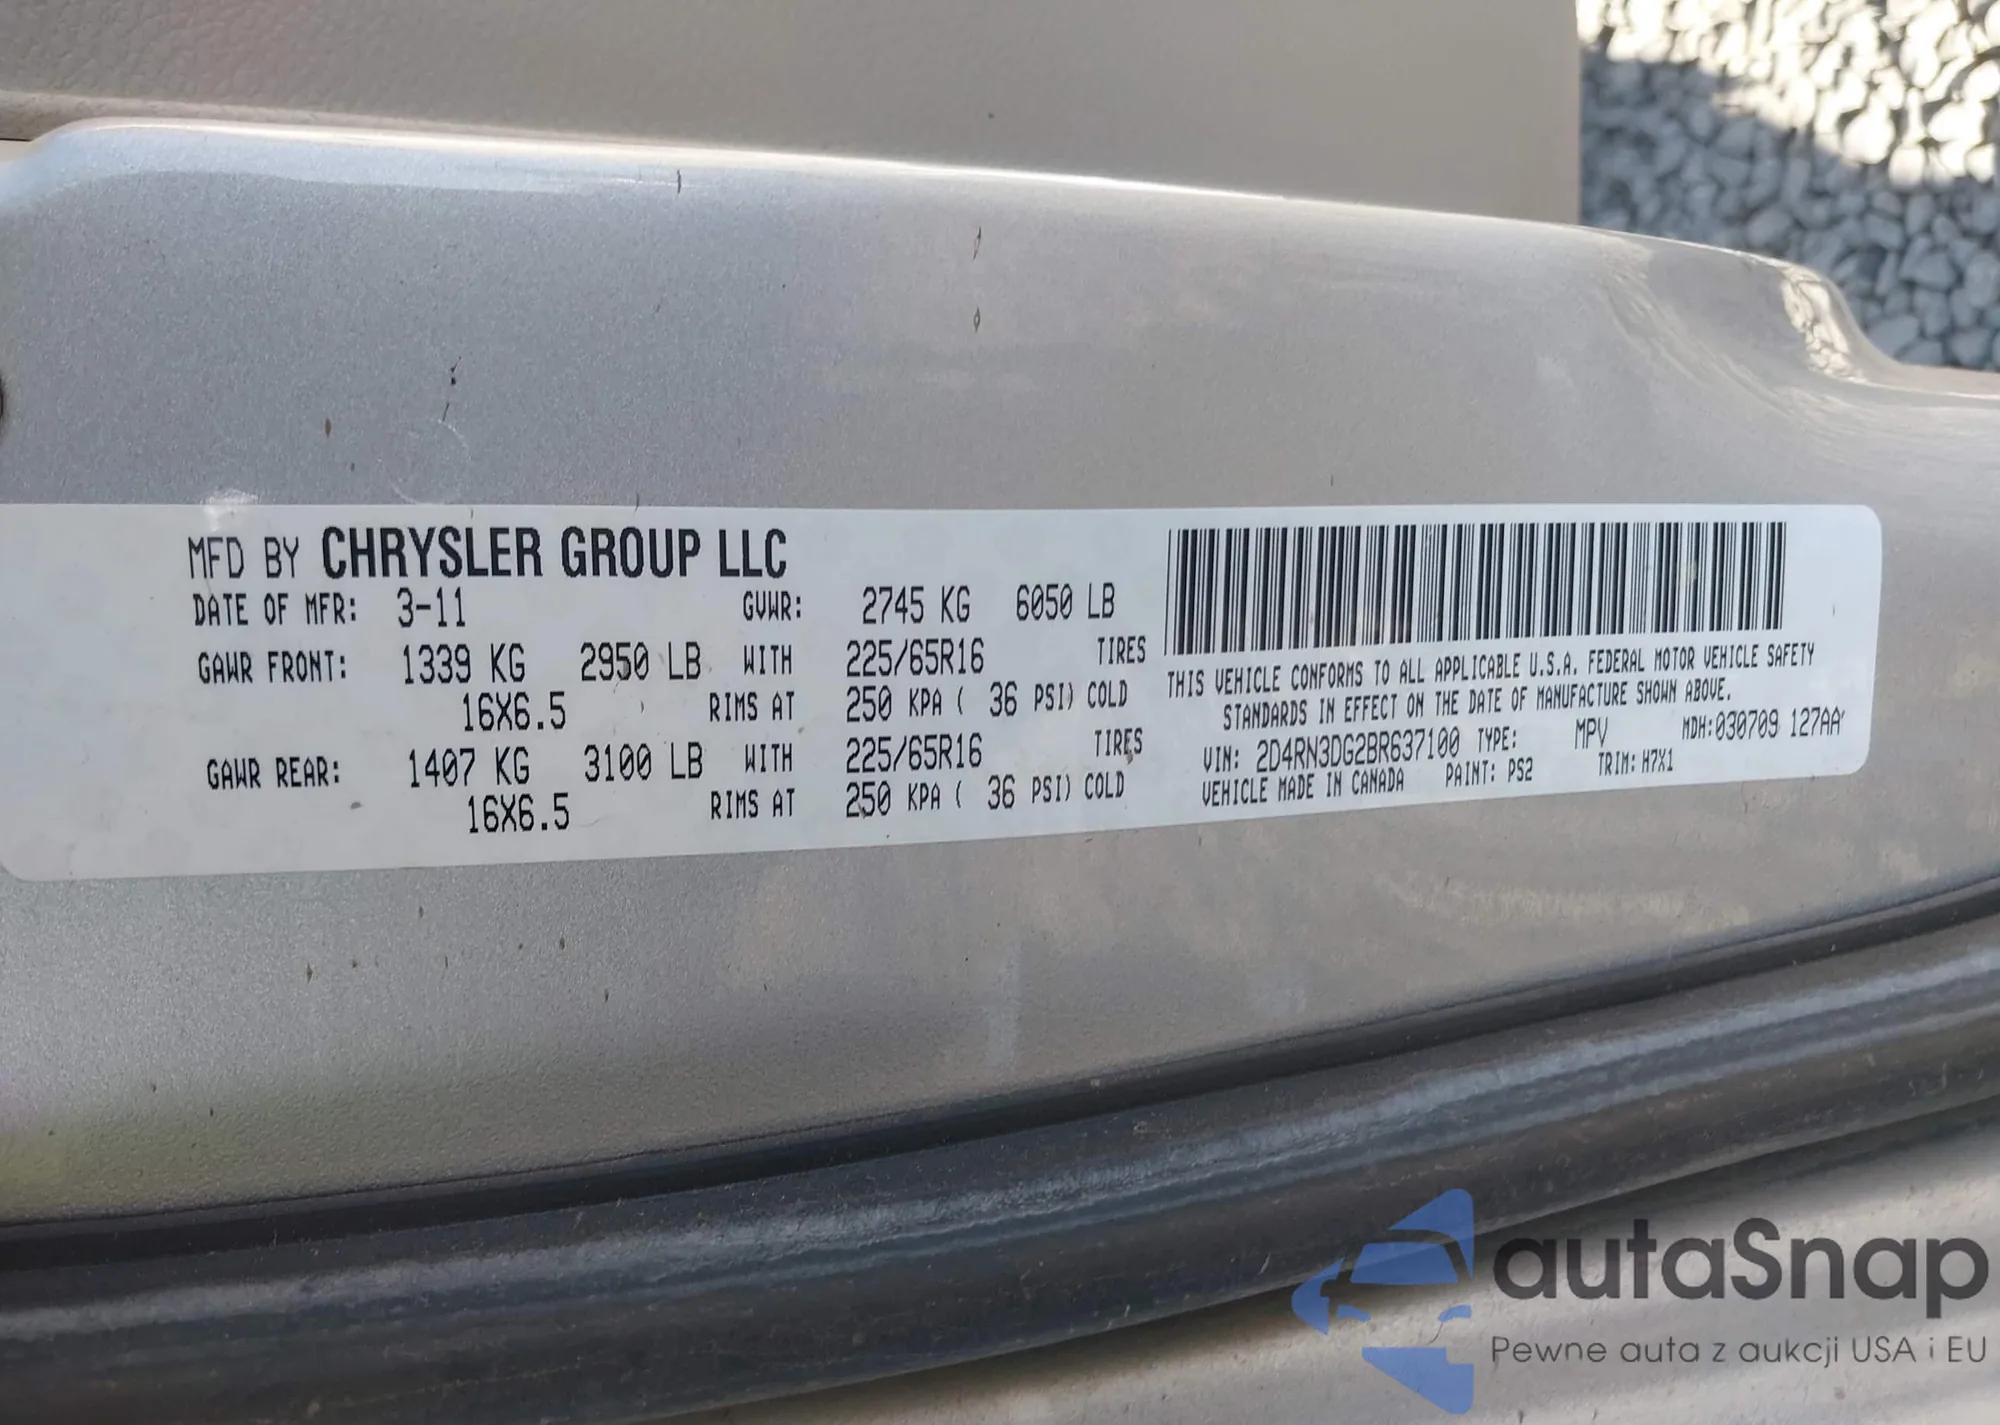 MFD BY CHRYSLER GROUP LLC
DATE OF MFR: 3-11 GVWR: 2745 KG 6050 LB
GAWR FRONT: 1339 KG 2950 LB WITH 225/65R16 TIRES
16X6.5 RIMS AT 250 KPA ( 36 PSI) COLD
GAWR REAR: 1407 KG 3100 LB WITH 225/65R16 TIRES
16X6.5 RIMS AT 250 KPA ( 36 PSI) COLD
THIS VEHICLE CONFORMS TO ALL APPLICABLE U.S.A. FEDERAL MOTOR VEHICLE SAFETY
STANDARDS IN EFFECT ON THE DATE OF MANUFACTURE SHOWN ABOVE.
VIN: 2D4RN3DG2BR637100 TYPE: MPV MDH:030709 127AA
VEHICLE MADE IN CANADA PAINT: PS2 TRIM: H7X1
autaSnap
Pewne auta z aukcji USA i EU